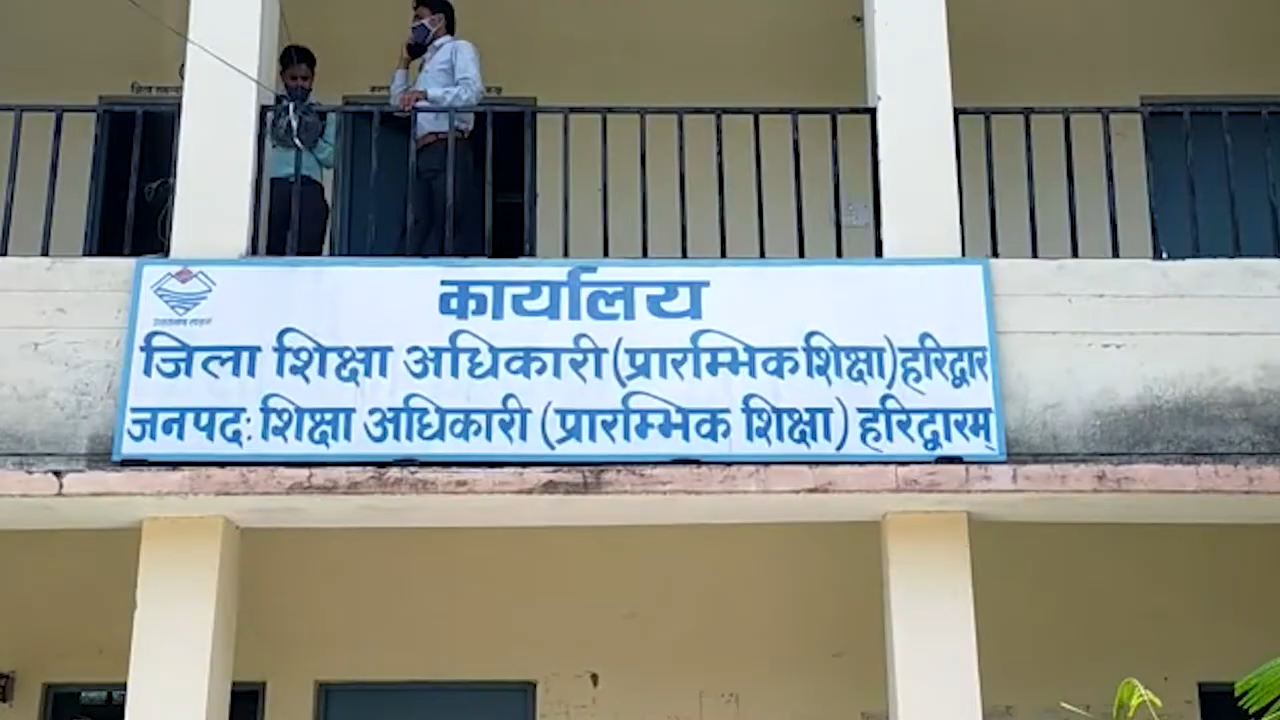 कार्यालय
जिला शिक्षा अधिकारी (प्रारम्भिक शिक्षा) हरिद्वार
जनपद: शिक्षा अधिकारी (प्रारम्भिक शिक्षा) हरिद्वारम्